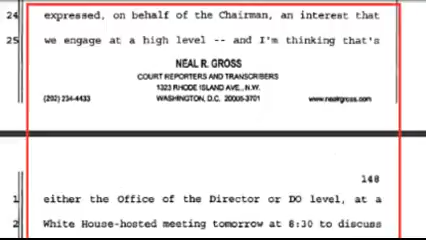 24 expressed, on behalf of the Chairman, an interest that
25 we engage at a high level -- and I'm thinking that's
NEAL R. GROSS
COURT REPORTERS AND TRANSCRIBERS
1323 RHODE ISLAND AVE., N.W.
(202) 234-4433 WASHINGTON, D.C. 20005-3701 www.nealrgross.com
148
1 either the Office of the Director or DO level, at a
2 White House-hosted meeting tomorrow at 8:30 to discuss